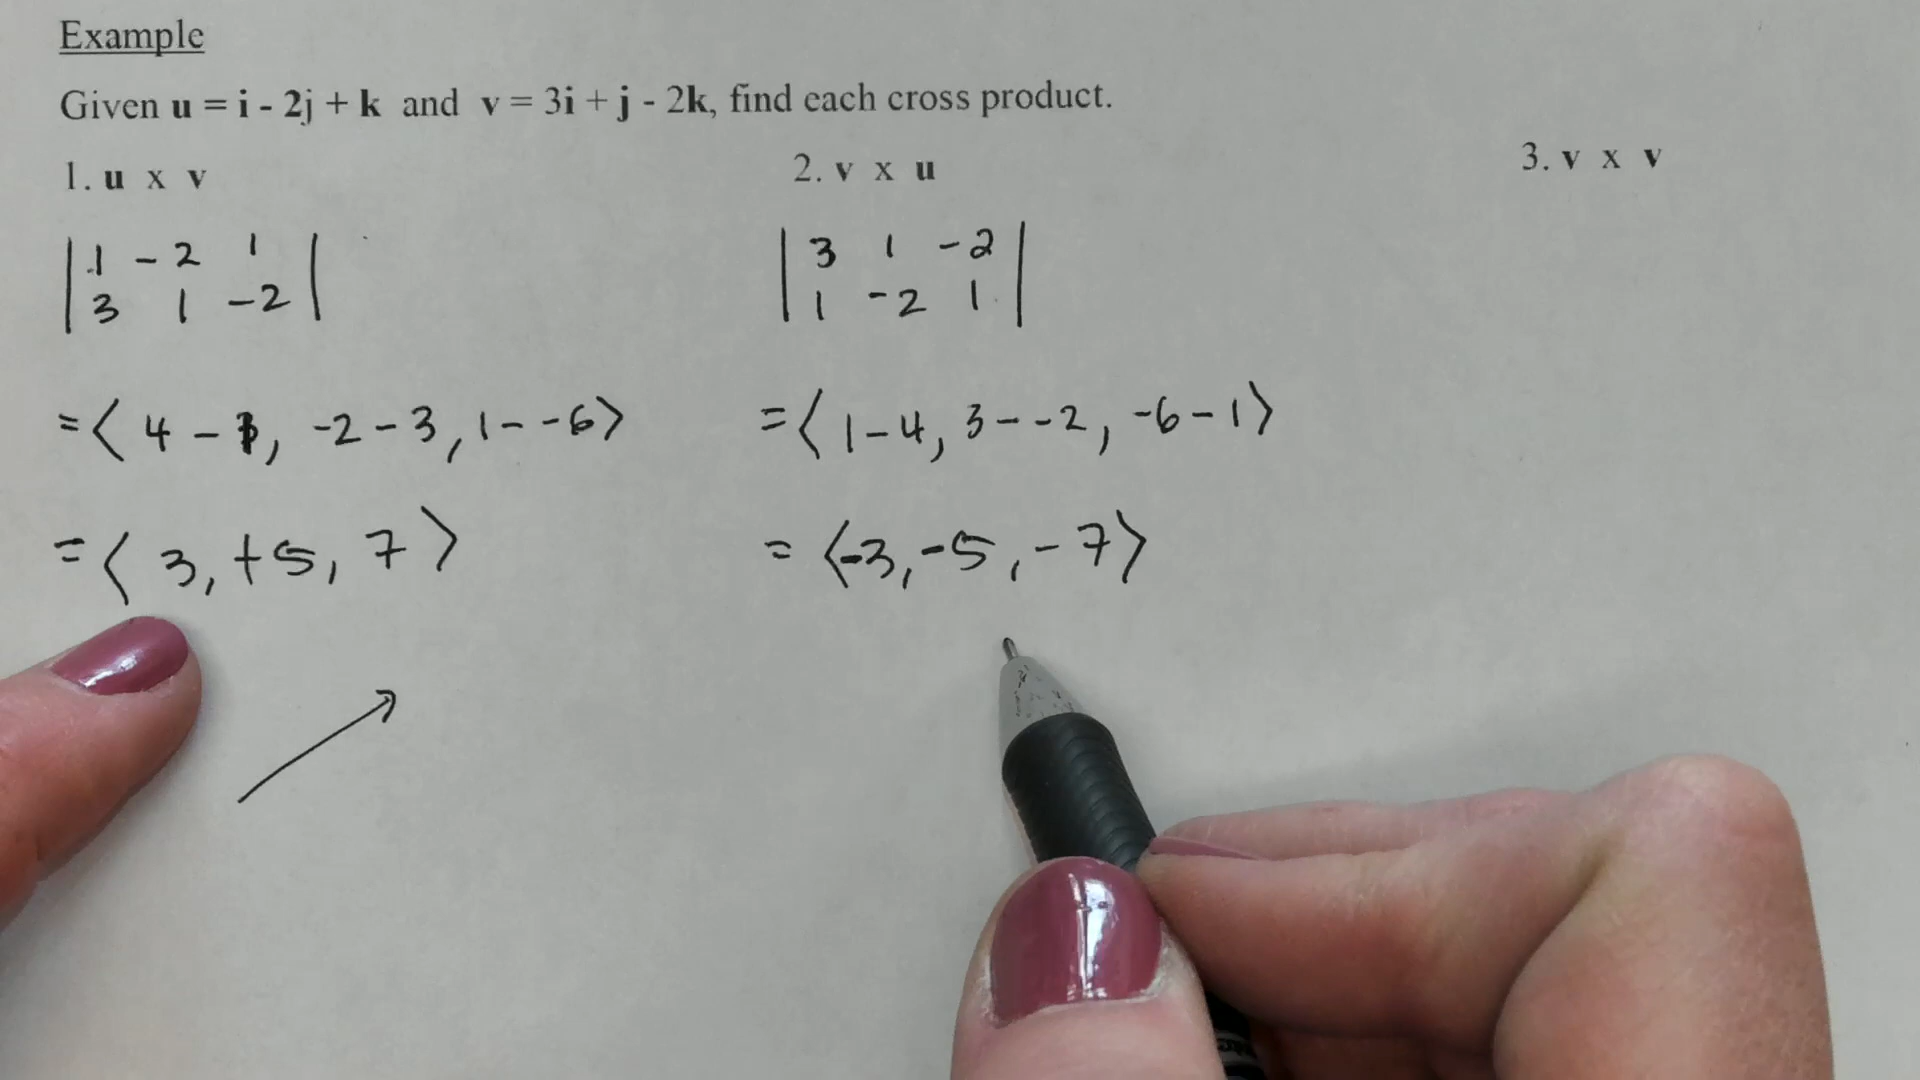 Example
Given u = i - 2j + k and v = 3i + j - 2k, find each cross product.
1. u x v
2. v x u
3. v x v
| 1 -2 1 |
| 3 1 -2 |
= ⟨ 4 - 1, -2 - 3, 1 - -6 ⟩
= ⟨ 3, +5, 7 ⟩
| 3 1 -2 |
| 1 -2 1 |
= ⟨ 1 - 4, 3 - -2, -6 - 1 ⟩
= ⟨ -3, -5, -7 ⟩